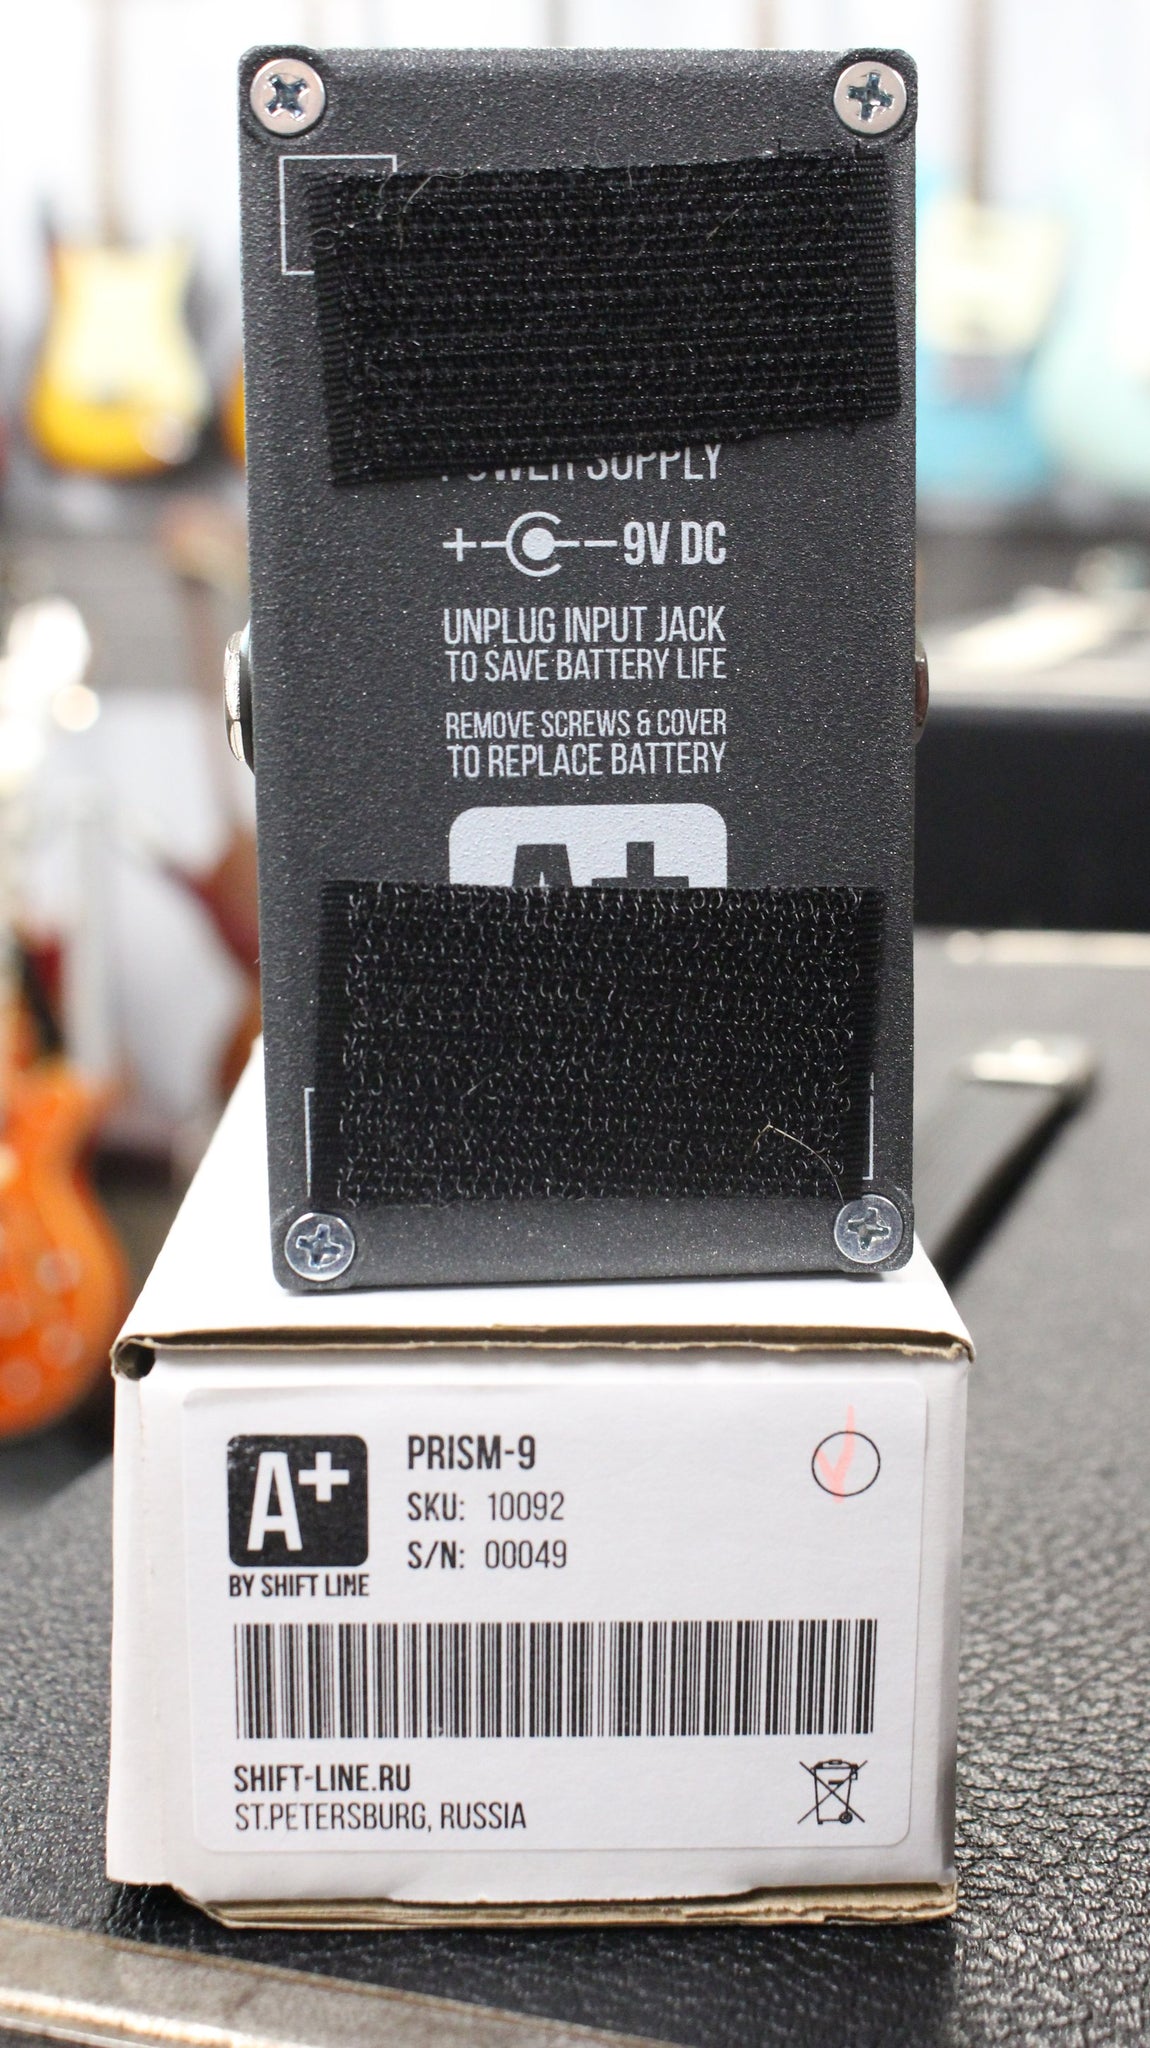 POWER SUPPLY
+ 9V DC
UNPLUG INPUT JACK
TO SAVE BATTERY LIFE
REMOVE SCREWS & COVER
TO REPLACE BATTERY
A+
A+
BY SHIFT LINE
PRISM-9
SKU: 10092
S/N: 00049
SHIFT-LINE.RU
ST.PETERSBURG, RUSSIA